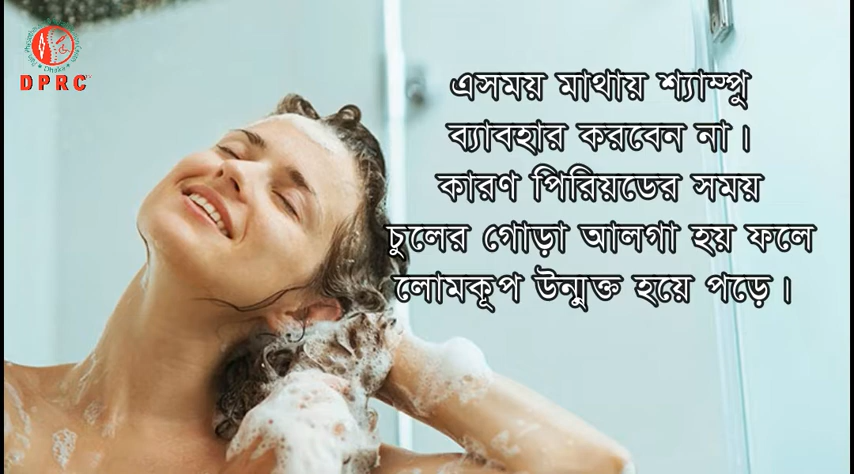 DPRC
এসময় মাথায় শ্যাম্পু
ব্যাবহার করবেন না।
কারণ পিরিয়ডের সময়
চুলের গোড়া আলগা হয় ফলে
লোমকূপ উন্মুক্ত হয়ে পড়ে।